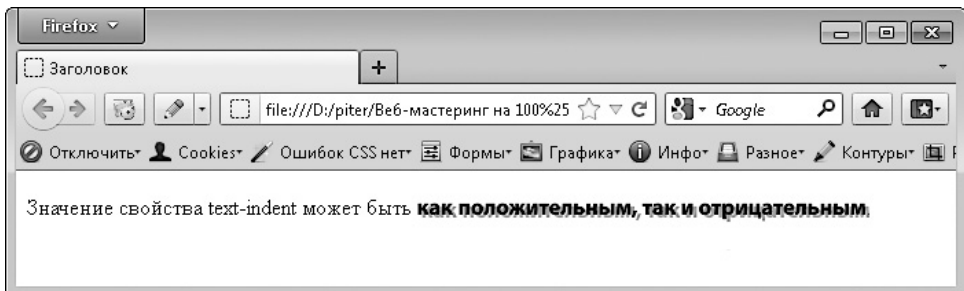 Firefox
Заголовок
file:///D:/piter/Веб-мастеринг на 100%25 Google
Отключить Cookies Ошибок CSS нет Формы Графика Инфо Разное Контуры
Значение свойства text-indent может быть как положительным, так и отрицательным.